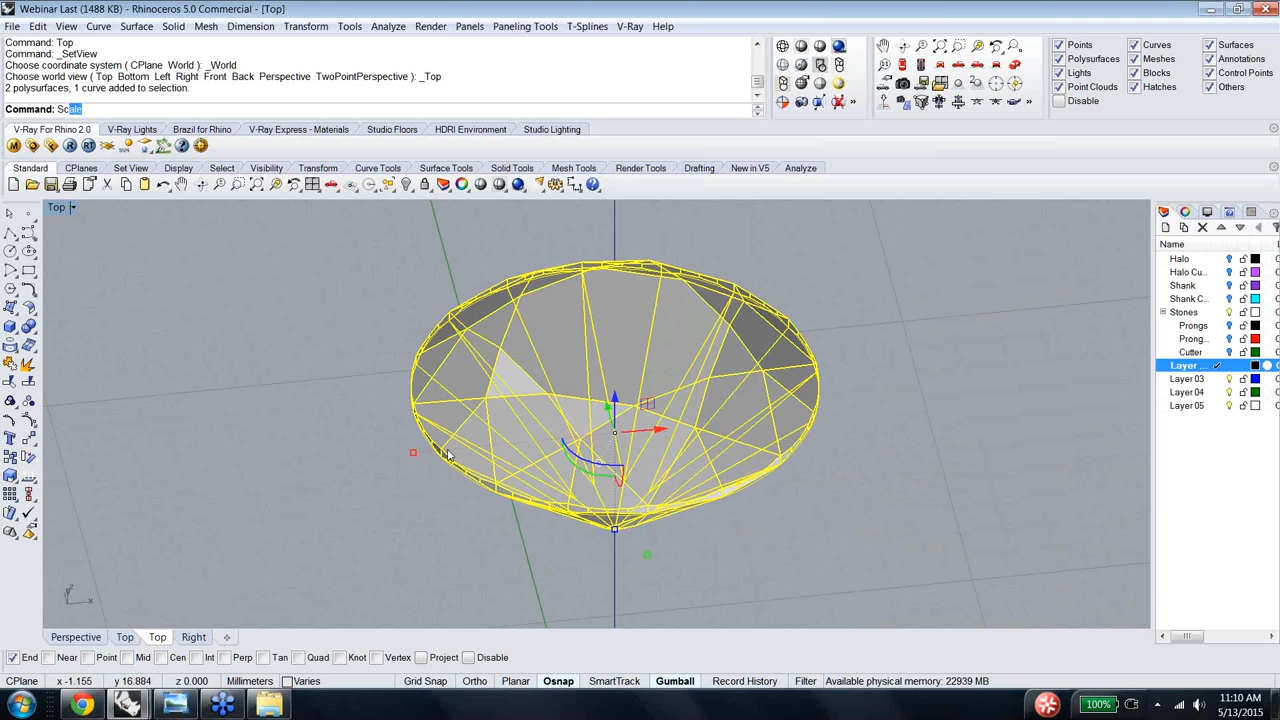 Webinar Last (1488 KB) - Rhinoceros 5.0 Commercial - [Top]
File Edit View Curve Surface Solid Mesh Dimension Transform Tools Analyze Render Panels Paneling Tools T-Splines V-Ray Help
Command: Top
Command: _SetView
Choose coordinate system ( CPlane World ): _World
Choose world view ( Top Bottom Left Right Front Back Perspective TwoPointPerspective ): _Top
2 polysurfaces, 1 curve added to selection.
Command: Scale
Points Curves Surfaces
Polysurfaces Meshes Annotations
Lights Blocks Control Points
Point Clouds Hatches Others
Disable
V-Ray For Rhino 2.0 V-Ray Lights Brazil for Rhino V-Ray Express - Materials Studio Floors HDRI Environment Studio Lighting
Standard CPlanes Set View Display Select Visibility Transform Curve Tools Surface Tools Solid Tools Mesh Tools Render Tools Drafting New in V5 Analyze
Top
Name
Halo
Halo Cu...
Shank
Shank C...
Stones
Prongs
Prong...
Cutter
Layer ...
Layer 03
Layer 04
Layer 05
Perspective Top Top Right
End Near Point Mid Cen Int Perp Tan Quad Knot Vertex Project Disable
CPlane x -1.155 y 16.884 z 0.000 Millimeters Varies Grid Snap Ortho Planar Osnap SmartTrack Gumball Record History Filter Available physical memory: 22939 MB
100%
11:10 AM
5/13/2015